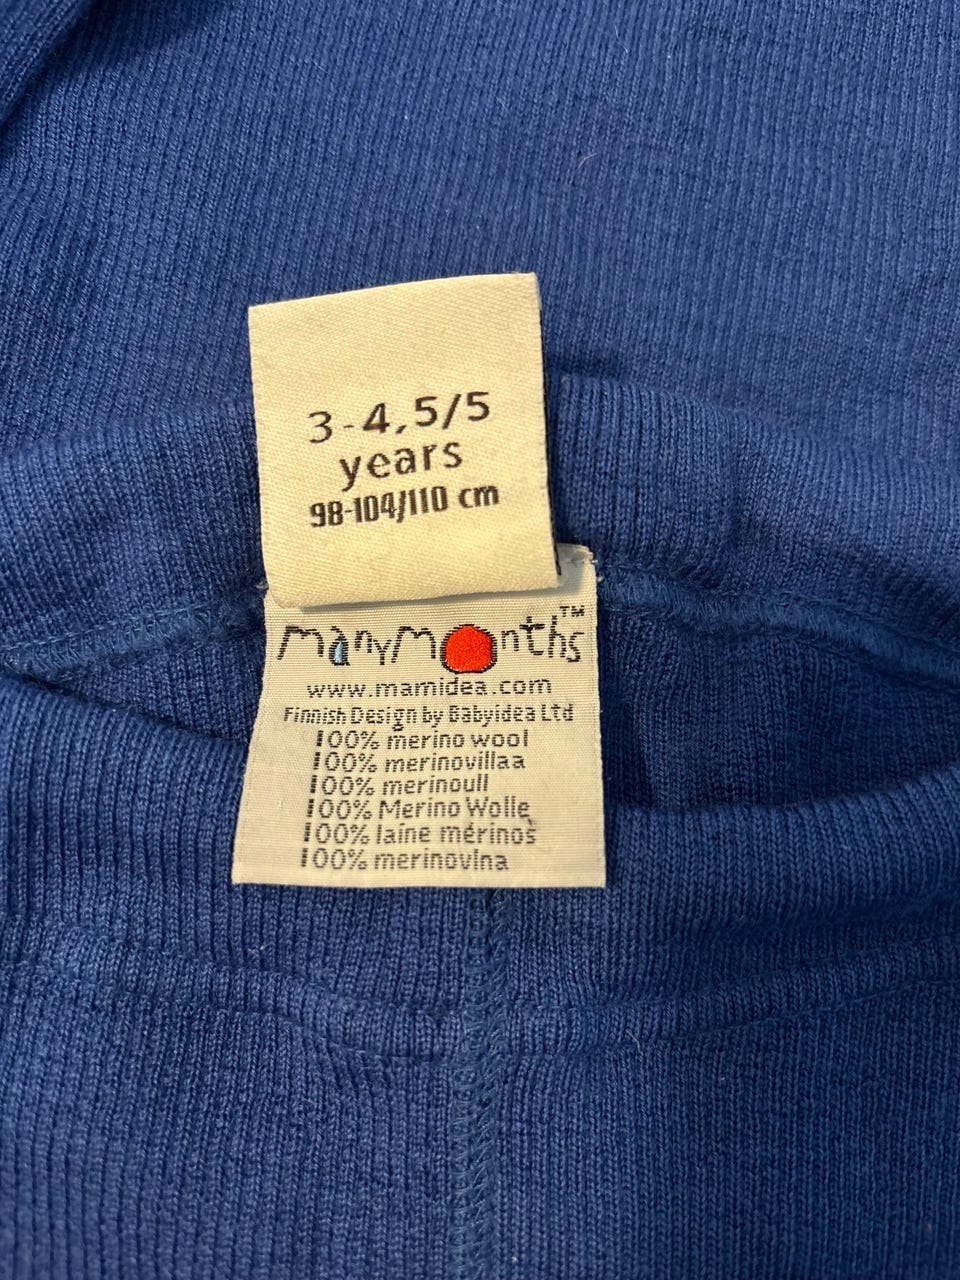 3-4,5/5
years
98-104/110 cm
manymonths™
www.mamidea.com
Finnish Design by Babyidea Ltd
100% merino wool
100% merinovillaa
100% merinoull
100% Merino Wolle
100% laine mérinos
100% merinovlna